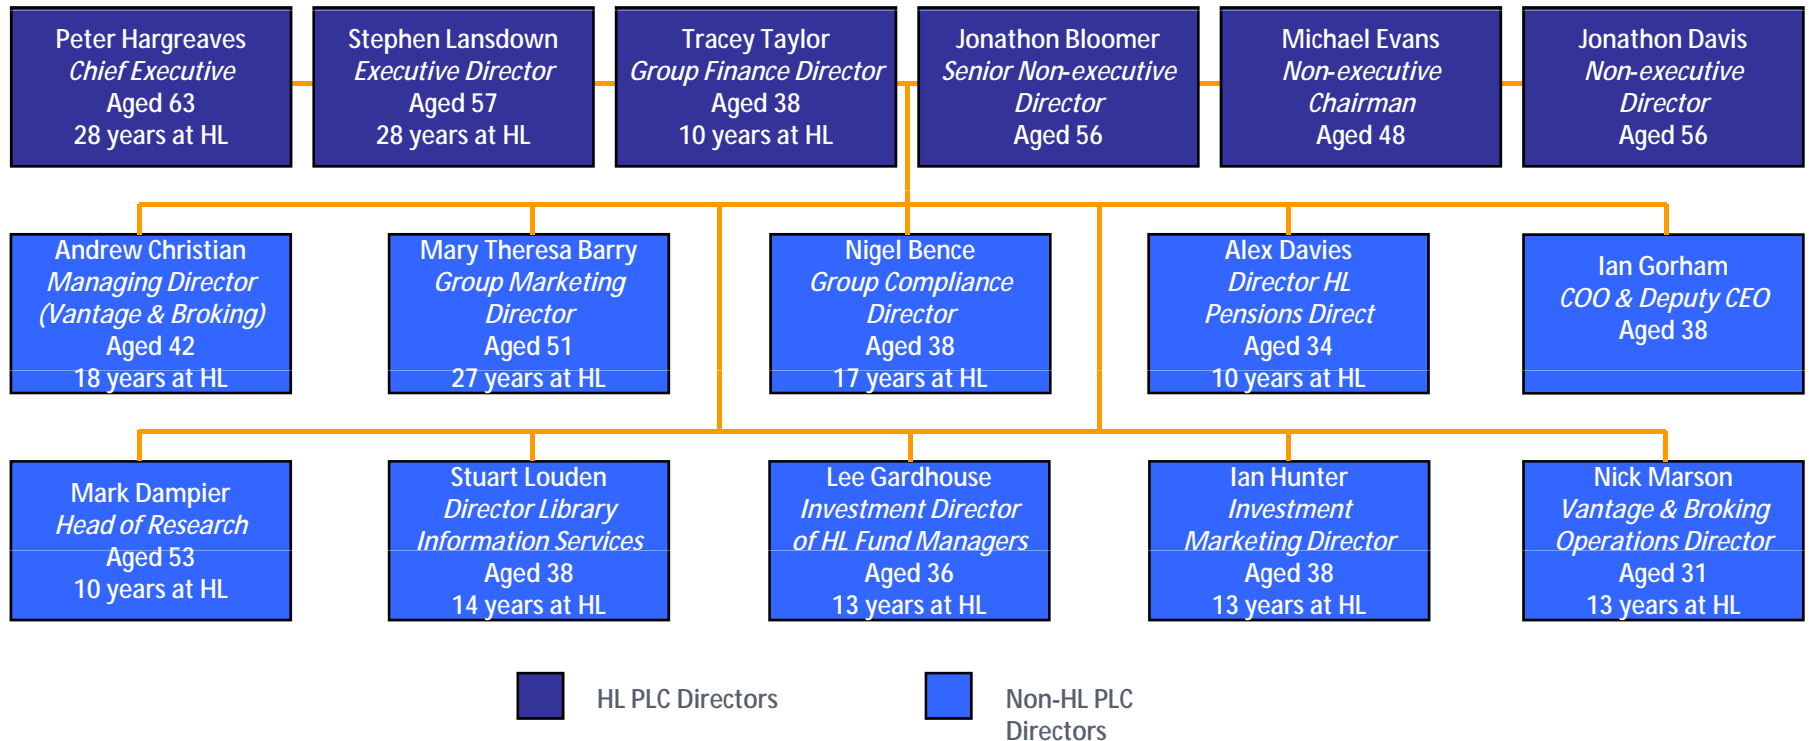 Peter Hargreaves
Chief Executive
Aged 63
28 years at HL
Stephen Lansdown
Executive Director
Aged 57
28 years at HL
Tracey Taylor
Group Finance Director
Aged 38
10 years at HL
Jonathon Bloomer
Senior Non-executive
Director
Aged 56
Michael Evans
Non-executive
Chairman
Aged 48
Jonathon Davis
Non-executive
Director
Aged 56
Andrew Christian
Managing Director
(Vantage & Broking)
Aged 42
18 years at HL
Mary Theresa Barry
Group Marketing
Director
Aged 51
27 years at HL
Nigel Bence
Group Compliance
Director
Aged 38
17 years at HL
Alex Davies
Director HL
Pensions Direct
Aged 34
10 years at HL
Ian Gorham
COO & Deputy CEO
Aged 38
Mark Dampier
Head of Research
Aged 53
10 years at HL
Stuart Louden
Director Library
Information Services
Aged 38
14 years at HL
Lee Gardhouse
Investment Director
of HL Fund Managers
Aged 36
13 years at HL
Ian Hunter
Investment
Marketing Director
Aged 38
13 years at HL
Nick Marson
Vantage & Broking
Operations Director
Aged 31
13 years at HL
HL PLC Directors
Non-HL PLC
Directors